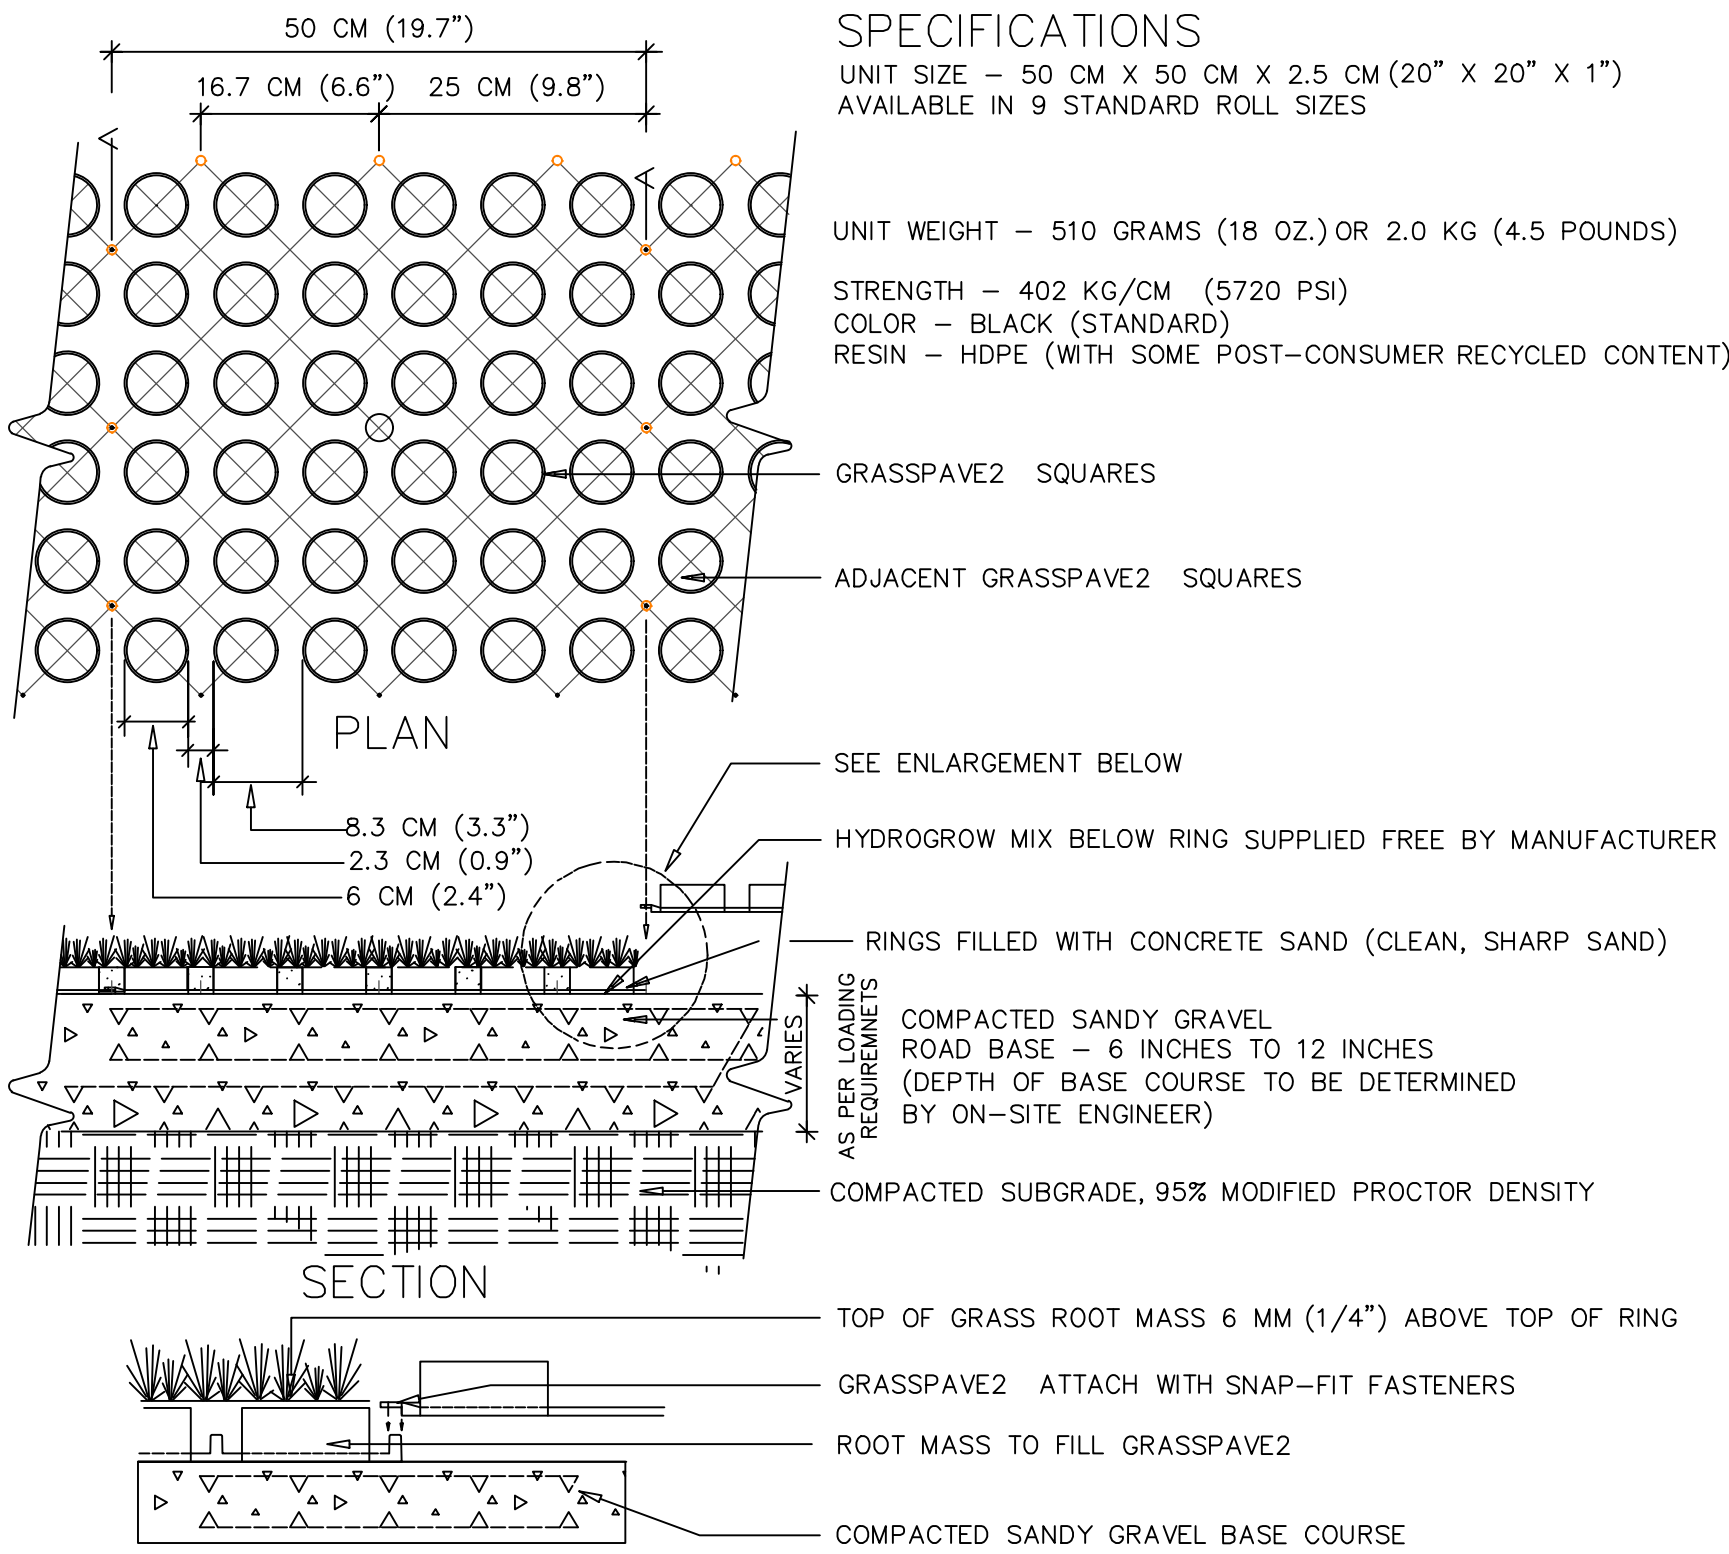 50 CM (19.7")
16.7 CM (6.6") 25 CM (9.8")
A
A
SPECIFICATIONS
UNIT SIZE – 50 CM X 50 CM X 2.5 CM (20" X 20" X 1")
AVAILABLE IN 9 STANDARD ROLL SIZES
UNIT WEIGHT – 510 GRAMS (18 OZ.) OR 2.0 KG (4.5 POUNDS)
STRENGTH – 402 KG/CM (5720 PSI)
COLOR – BLACK (STANDARD)
RESIN – HDPE (WITH SOME POST–CONSUMER RECYCLED CONTENT)
GRASSPAVE2 SQUARES
ADJACENT GRASSPAVE2 SQUARES
PLAN
8.3 CM (3.3")
2.3 CM (0.9")
6 CM (2.4")
SEE ENLARGEMENT BELOW
HYDROGROW MIX BELOW RING SUPPLIED FREE BY MANUFACTURER
RINGS FILLED WITH CONCRETE SAND (CLEAN, SHARP SAND)
VARIES
AS PER LOADING
REQUIREMNETS
COMPACTED SANDY GRAVEL
ROAD BASE – 6 INCHES TO 12 INCHES
(DEPTH OF BASE COURSE TO BE DETERMINED
BY ON–SITE ENGINEER)
COMPACTED SUBGRADE, 95% MODIFIED PROCTOR DENSITY
SECTION
TOP OF GRASS ROOT MASS 6 MM (1/4") ABOVE TOP OF RING
GRASSPAVE2 ATTACH WITH SNAP–FIT FASTENERS
ROOT MASS TO FILL GRASSPAVE2
COMPACTED SANDY GRAVEL BASE COURSE